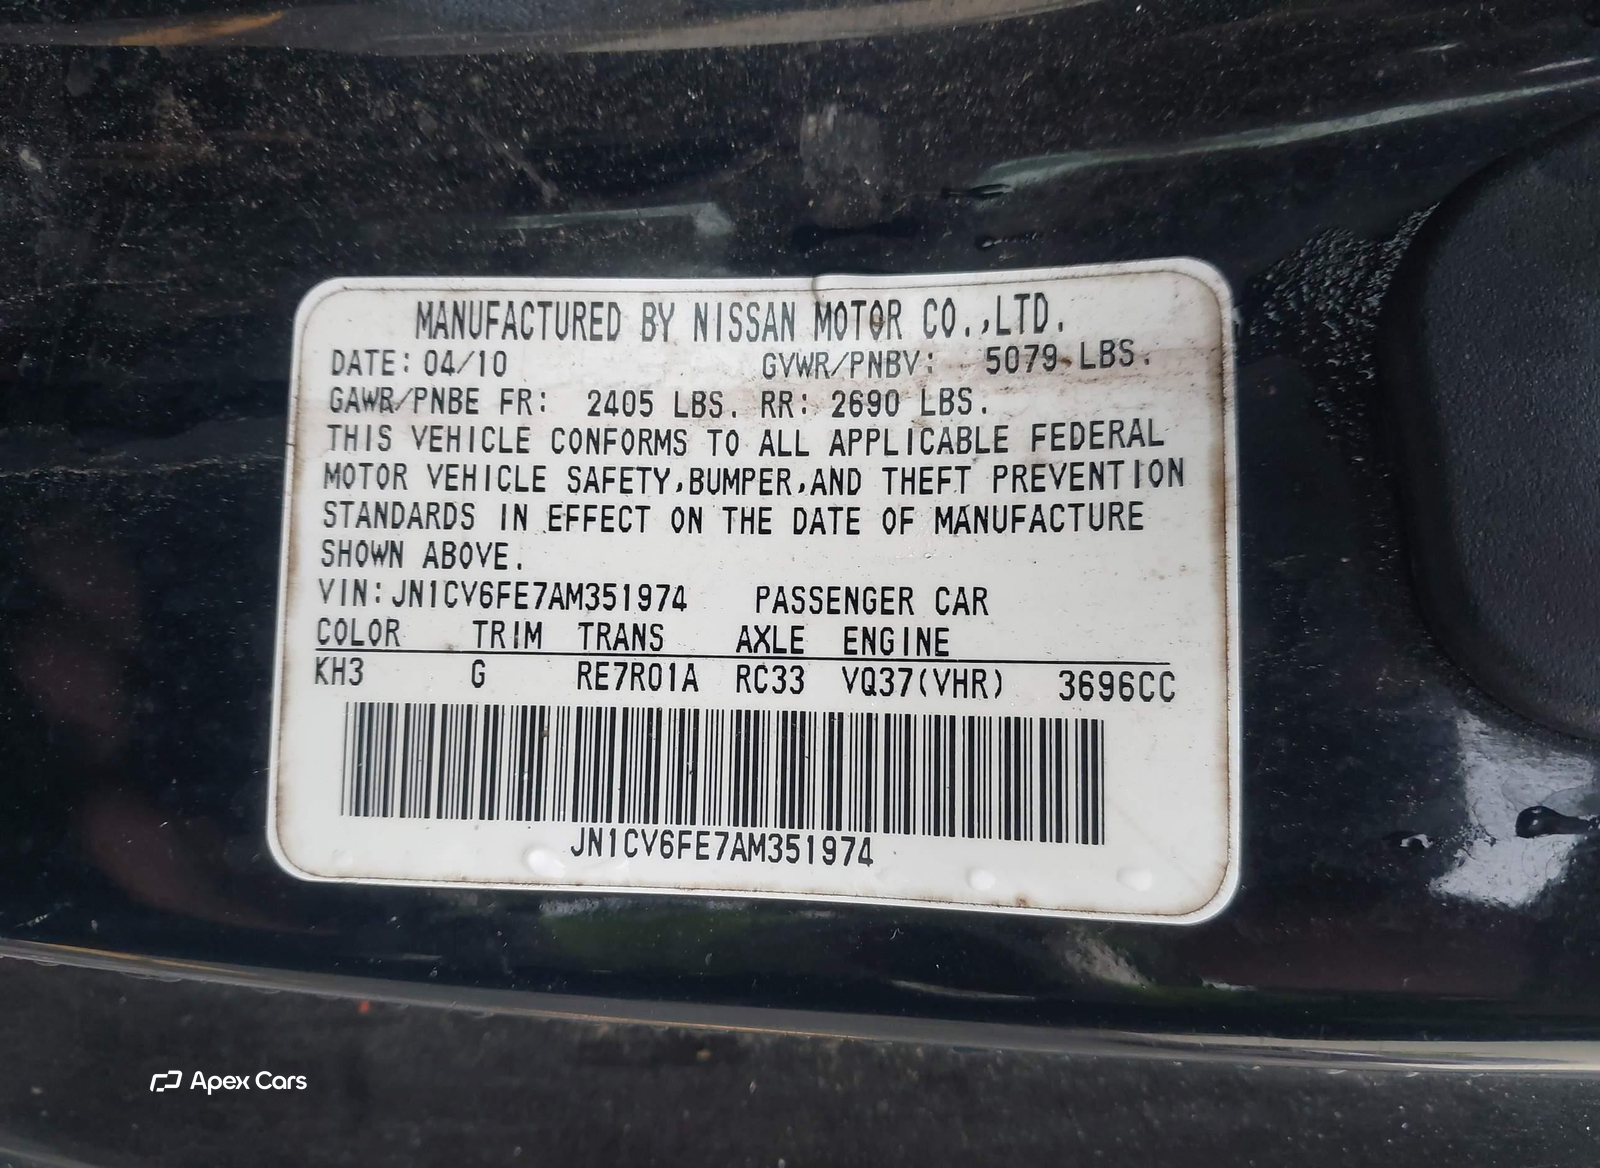 MANUFACTURED BY NISSAN MOTOR CO.,LTD.
DATE: 04/10 GVWR/PNBV: 5079 LBS.
GAWR/PNBE FR: 2405 LBS. RR: 2690 LBS.
THIS VEHICLE CONFORMS TO ALL APPLICABLE FEDERAL
MOTOR VEHICLE SAFETY,BUMPER,AND THEFT PREVENTION
STANDARDS IN EFFECT ON THE DATE OF MANUFACTURE
SHOWN ABOVE.
VIN:JN1CV6FE7AM351974 PASSENGER CAR
COLOR TRIM TRANS AXLE ENGINE
KH3 G RE7R01A RC33 VQ37(VHR) 3696CC
JN1CV6FE7AM351974
Apex Cars